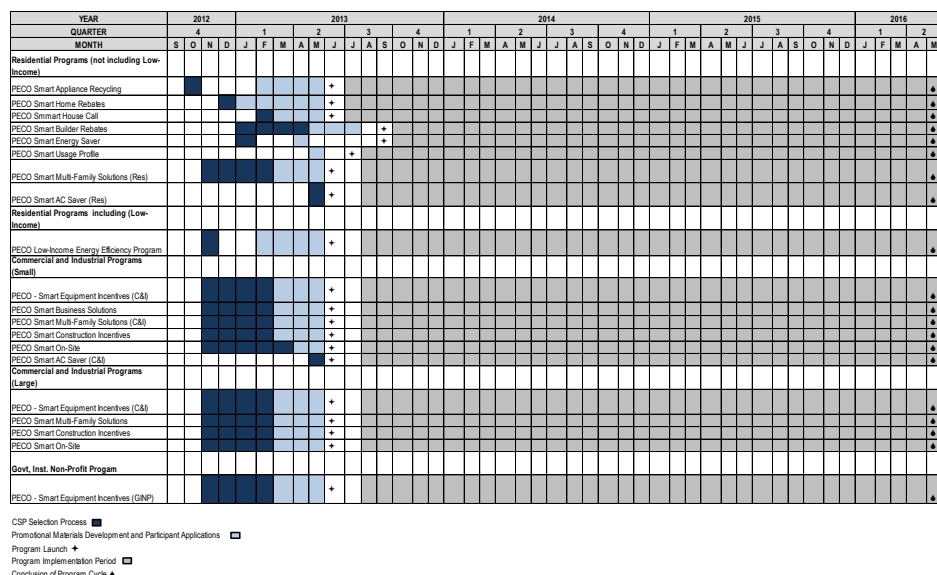 YEAR 2012 2013 2014 2015 2016
QUARTER 4 1 2 3 4 1 2 3 4 1 2 3 4 1 2
MONTH S O N D J F M A M J J A S O N D J F M A M J J A S O N D J F M A M J J A S O N D J F M A M
Residential Programs (not including Low-
Income)
PECO Smart Appliance Recycling
PECO Smart Home Rebates
PECO Smmart House Call
PECO Smart Builder Rebates
PECO Smart Energy Saver
PECO Smart Usage Profile
PECO Smart Multi-Family Solutions (Res)
PECO Smart AC Saver (Res)
Residential Programs including (Low-
Income)
PECO Low-Income Energy Efficiency Program
Commercial and Industrial Programs
(Small)
PECO - Smart Equipment Incentives (C&I)
PECO Smart Business Solutions
PECO Smart Multi-Family Solutions (C&I)
PECO Smart Construction Incentives
PECO Smart On-Site
PECO Smart AC Saver (C&I)
Commercial and Industrial Programs
(Large)
PECO - Smart Equipment Incentives (C&I)
PECO Smart Multi-Family Solutions
PECO Smart Construction Incentives
PECO Smart On-Site
Govt, Inst. Non-Profit Progam
PECO - Smart Equipment Incentives (GINP)
CSP Selection Process
Promotional Materials Development and Participant Applications
Program Launch
Program Implementation Period
Conclusion of Program Cycle